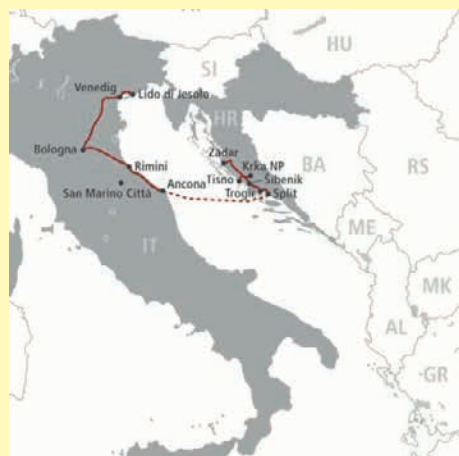 HU
SI
Venedig
Lido di Jesolo
HR
Bologna
Zadar
Krka NP
BA
RS
Rimini
Tisno
Šibenik
San Marino Città
Ancona
Trogir
Split
IT
ME
MK
AL
GR